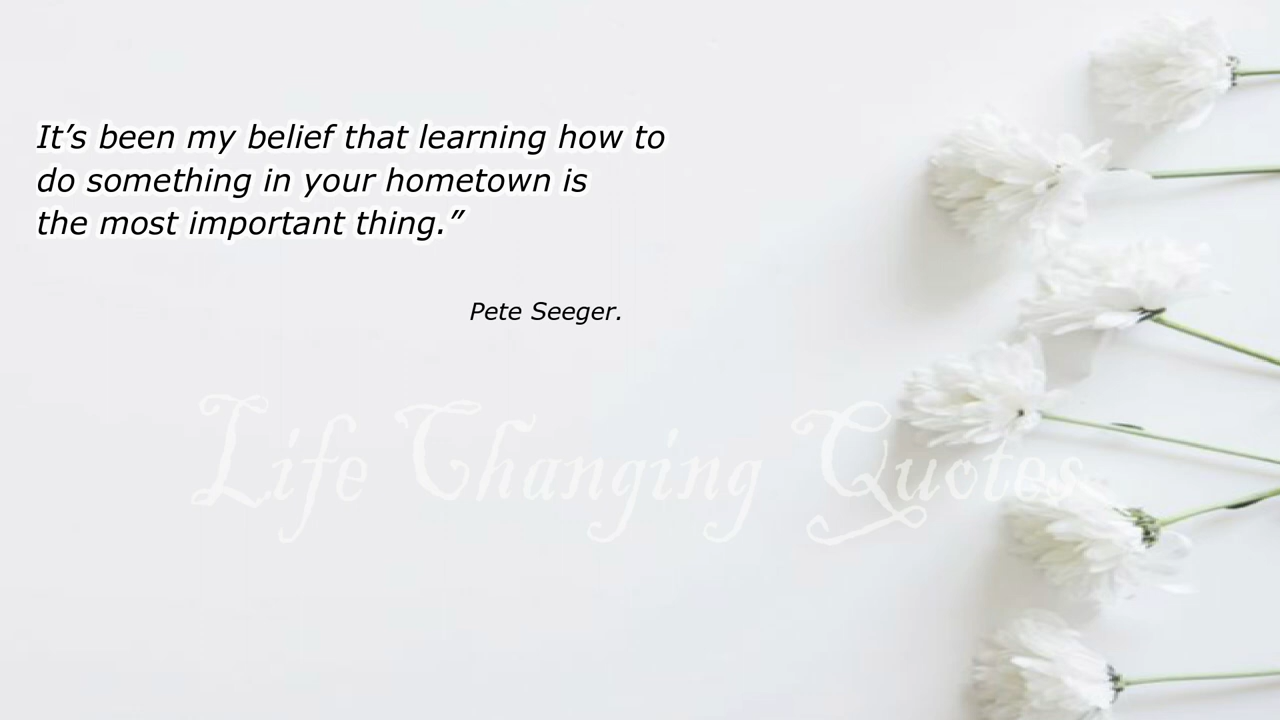 It’s been my belief that learning how to
do something in your hometown is
the most important thing.”
Pete Seeger.
Life Changing Quotes